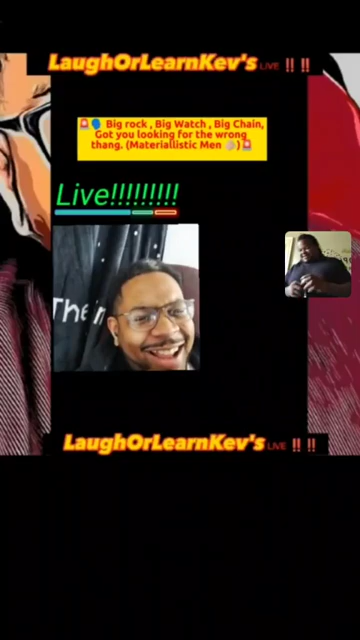 LaughOrLearnKev's LIVE ‼️ ‼️
🚨🗣️ Big rock , Big Watch , Big Chain,
Got you looking for the wrong
thang. (Materiallistic Men 🪨)🚨
Live!!!!!!!!!
The
LaughOrLearnKev's LIVE ‼️ ‼️